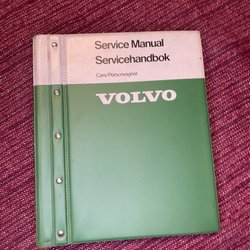 Service Manual
Servicehandbok
Cars/Personvagnar
VOLVO